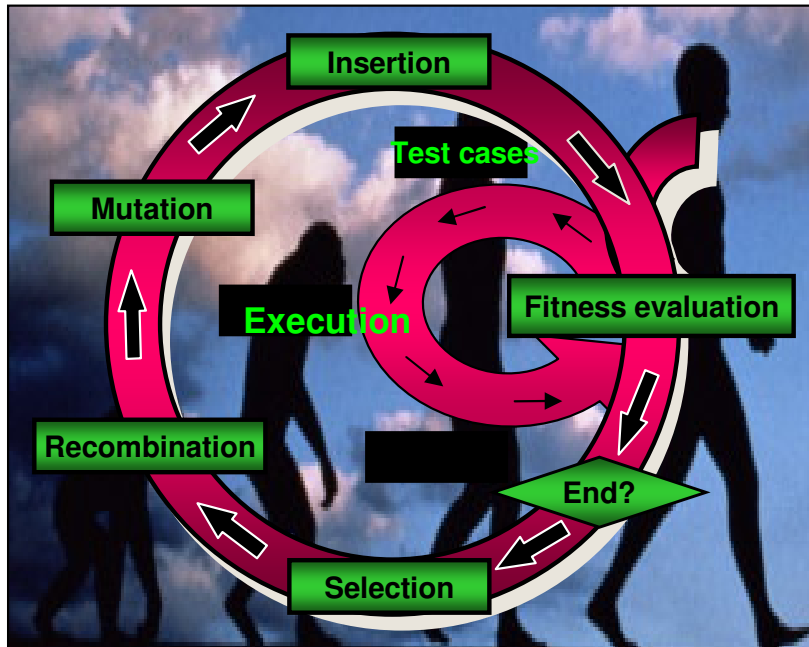 Insertion
Test cases
Mutation
Execution
Fitness evaluation
Recombination
End?
Selection